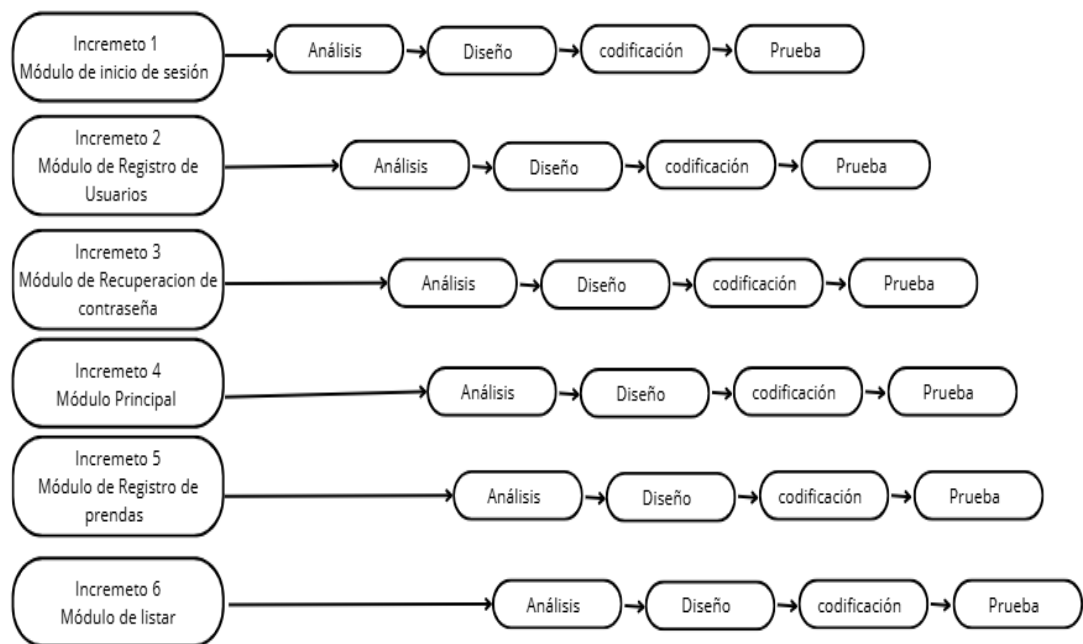 Incremeto 1
Módulo de inicio de sesión
Análisis
Diseño
codificación
Prueba
Incremeto 2
Módulo de Registro de
Usuarios
Análisis
Diseño
codificación
Prueba
Incremeto 3
Módulo de Recuperacion de
contraseña
Análisis
Diseño
codificación
Prueba
Incremeto 4
Módulo Principal
Análisis
Diseño
codificación
Prueba
Incremeto 5
Módulo de Registro de
prendas
Análisis
Diseño
codificación
Prueba
Incremeto 6
Módulo de listar
Análisis
Diseño
codificación
Prueba